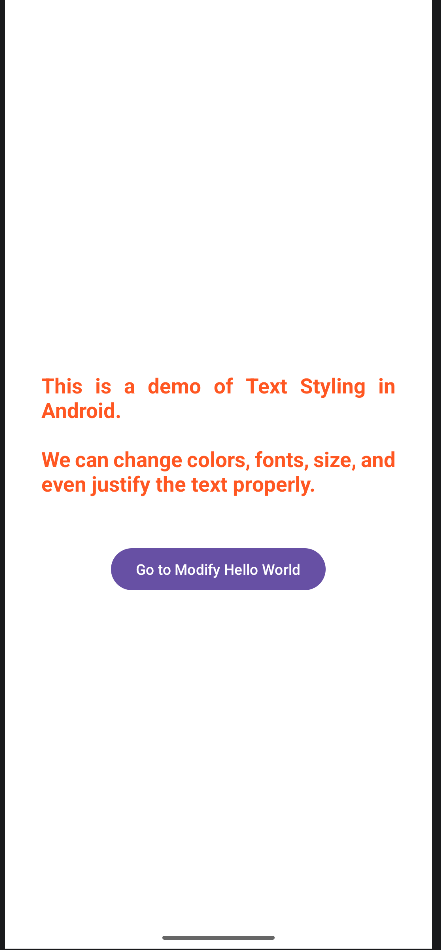 This is a demo of Text Styling in
Android.
We can change colors, fonts, size, and
even justify the text properly.
Go to Modify Hello World